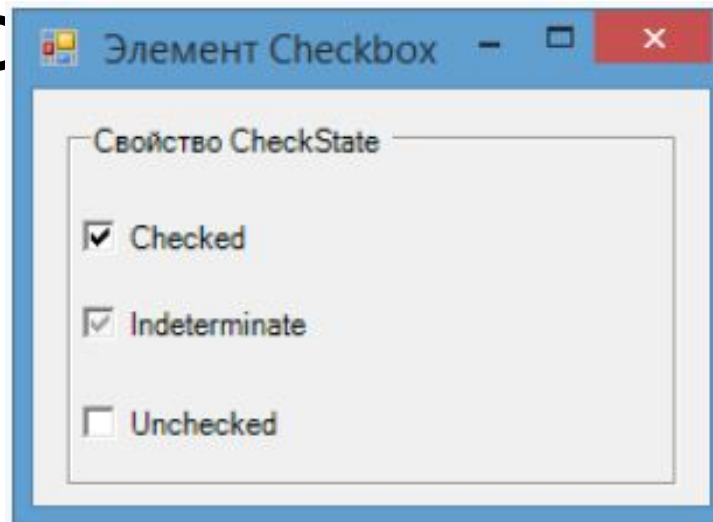 Элемент Checkbox
Свойство CheckState
Checked
Indeterminate
Unchecked